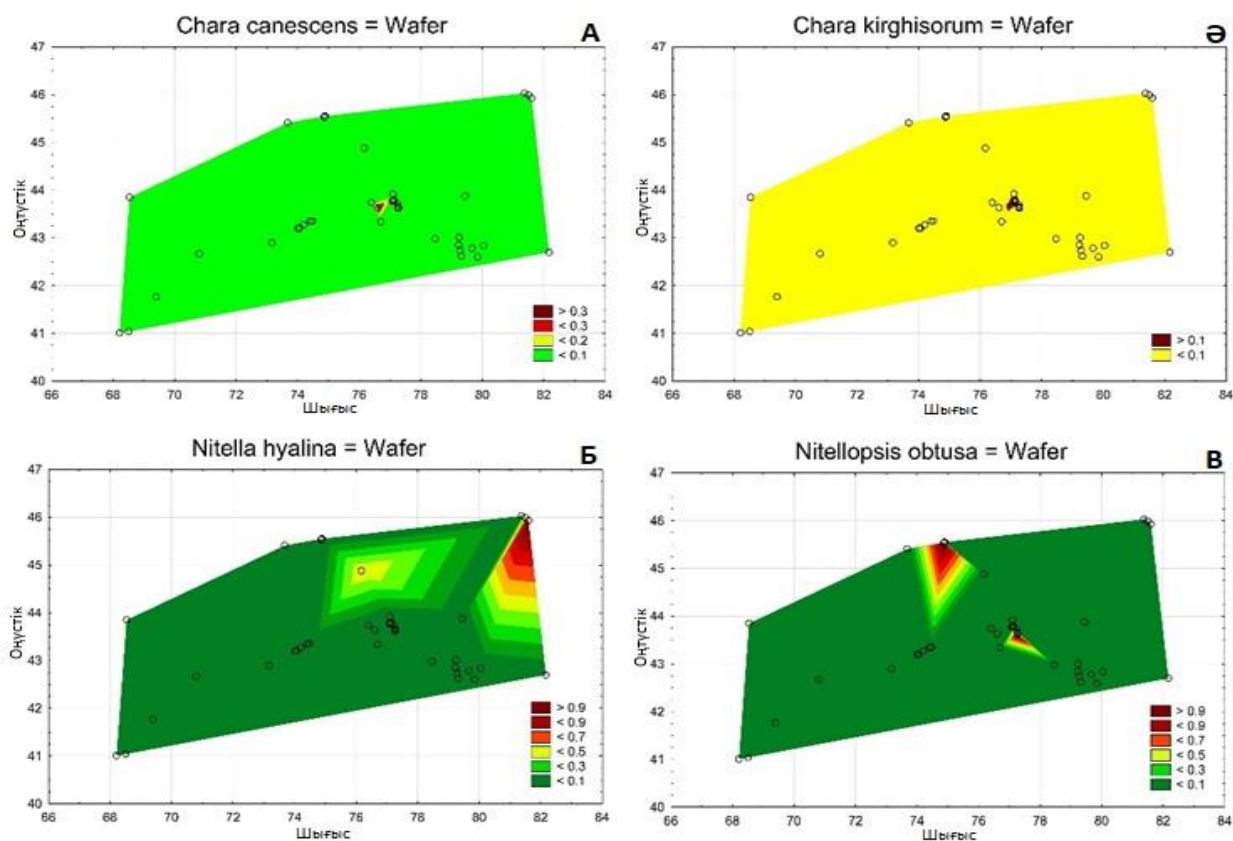 Chara canescens = Wafer
А
47
46
45
44
43
42
41
40
Оңтүстік
> 0.3
< 0.3
< 0.2
< 0.1
66 68 70 72 74 76 78 80 82 84
Шығыс
Chara kirghisorum = Wafer
Ә
47
46
45
44
43
42
41
40
Оңтүстік
> 0.1
< 0.1
66 68 70 72 74 76 78 80 82 84
Шығыс
Nitella hyalina = Wafer
Б
47
46
45
44
43
42
41
40
Оңтүстік
> 0.9
< 0.9
< 0.7
< 0.5
< 0.3
< 0.1
66 68 70 72 74 76 78 80 82 84
Шығыс
Nitellopsis obtusa = Wafer
В
47
46
45
44
43
42
41
40
Оңтүстік
> 0.9
< 0.9
< 0.7
< 0.5
< 0.3
< 0.1
66 68 70 72 74 76 78 80 82 84
Шығыс